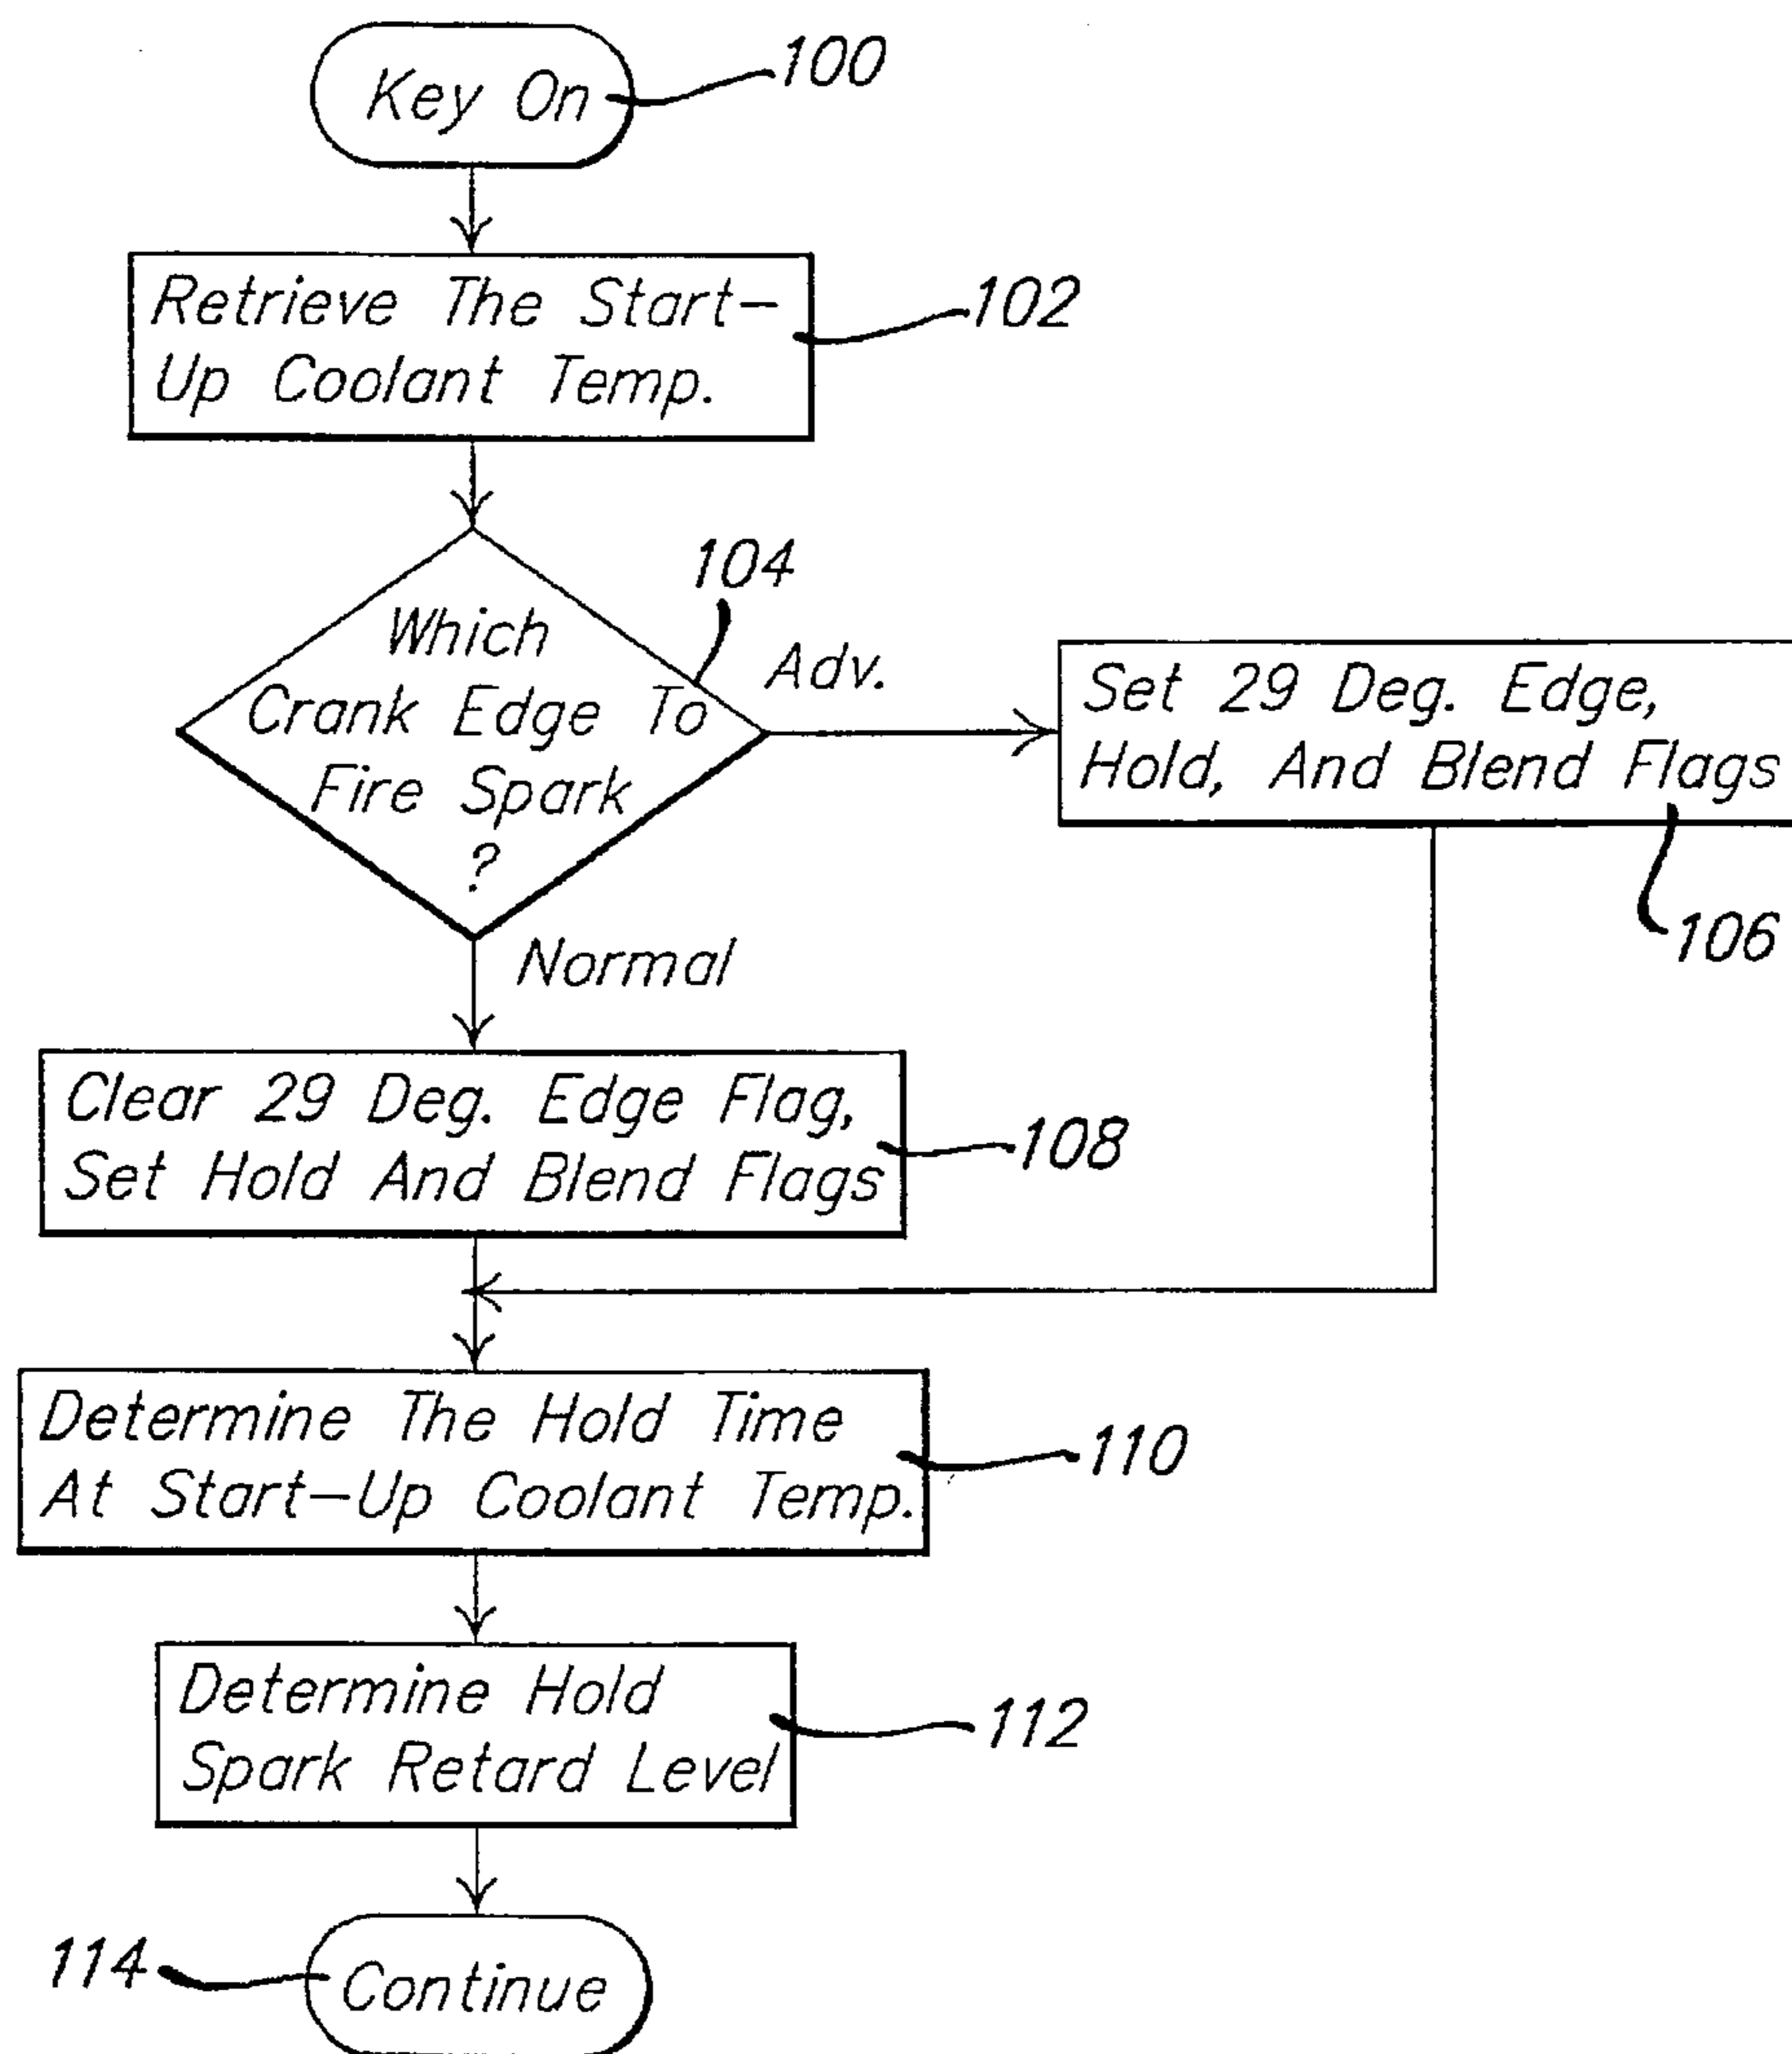 Key On
100
Retrieve The Start-
Up Coolant Temp.
102
104
Which
Crank Edge To
Fire Spark
?
Adv.
Set 29 Deg. Edge,
Hold, And Blend Flags
106
Normal
Clear 29 Deg. Edge Flag,
Set Hold And Blend Flags
108
Determine The Hold Time
At Start-Up Coolant Temp.
110
Determine Hold
Spark Retard Level
112
114
Continue